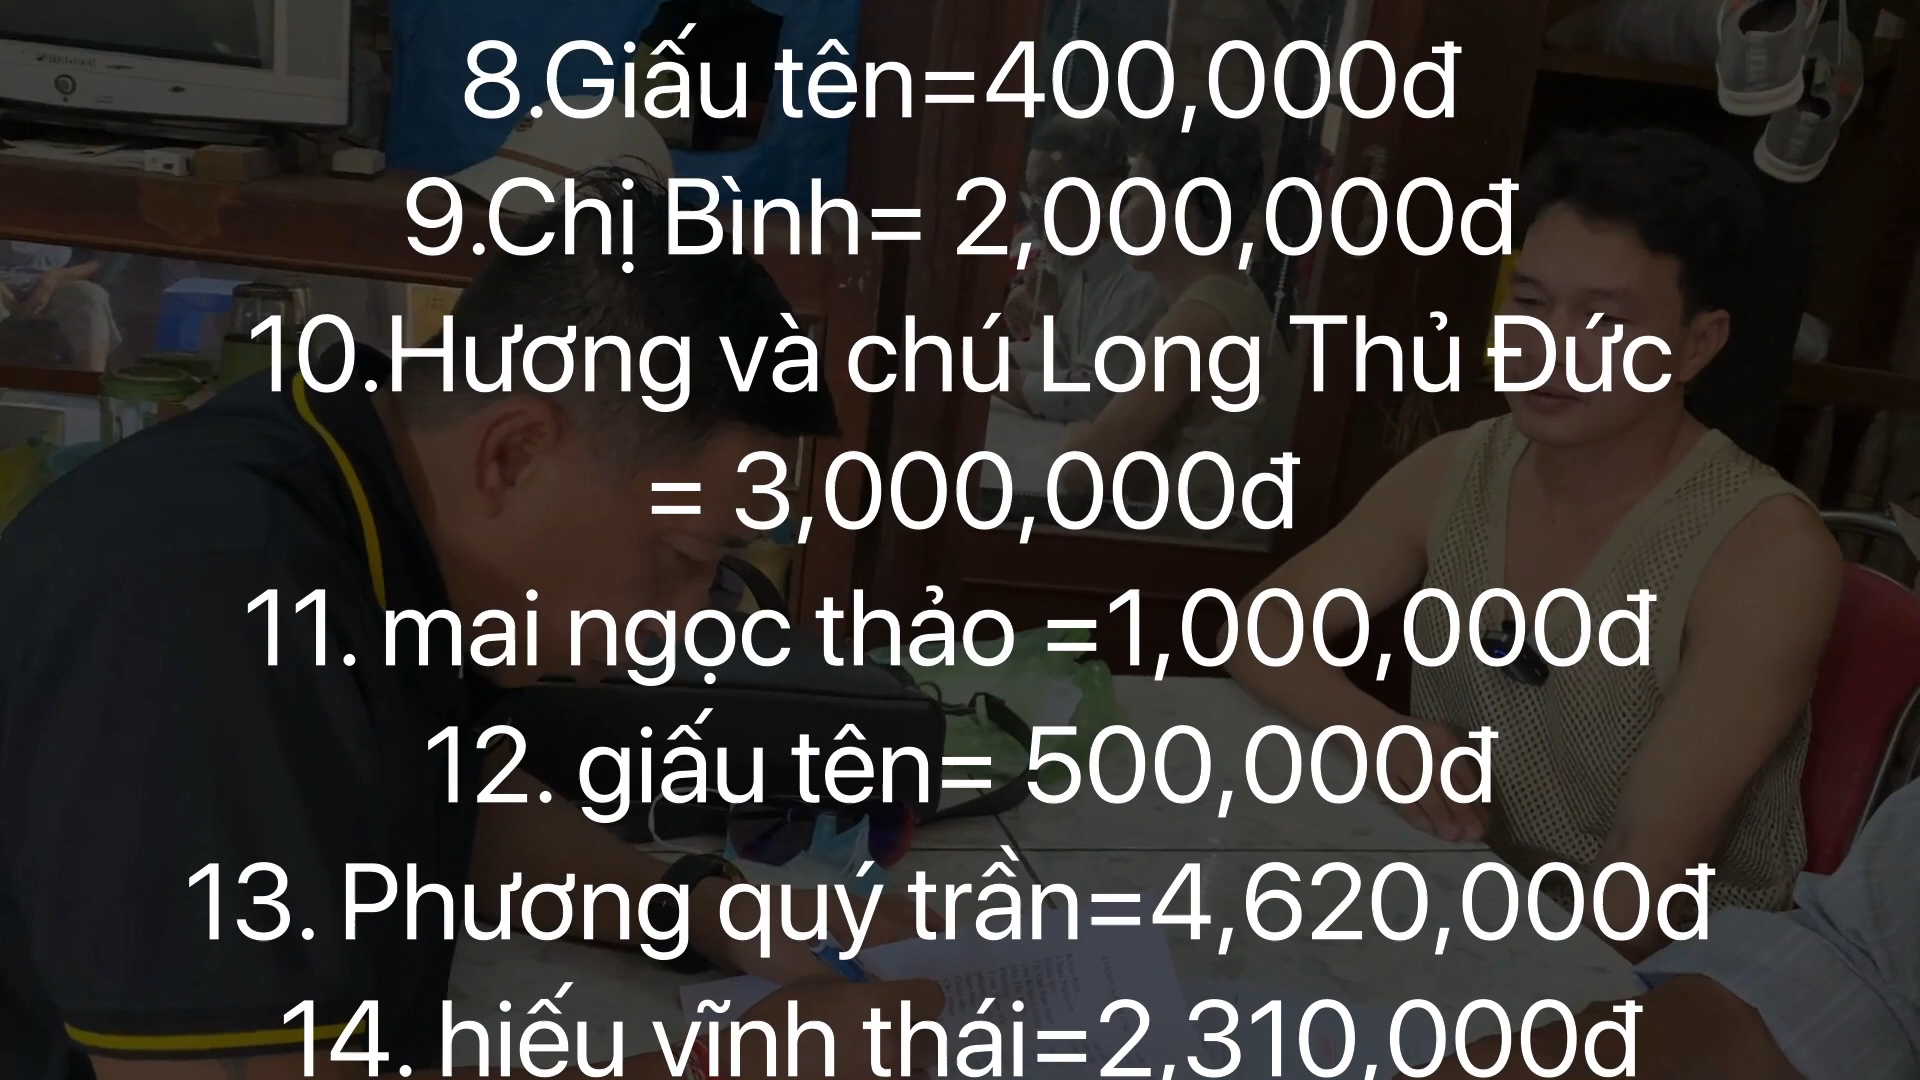 8.Giấu tên=400,000đ
9.Chị Bình= 2,000,000đ
10.Hương và chú Long Thủ Đức
= 3,000,000đ
11. mai ngọc thảo =1,000,000đ
12. giấu tên= 500,000đ
13. Phương quý trần=4,620,000đ
14. hiếu vĩnh thái=2,310,000đ